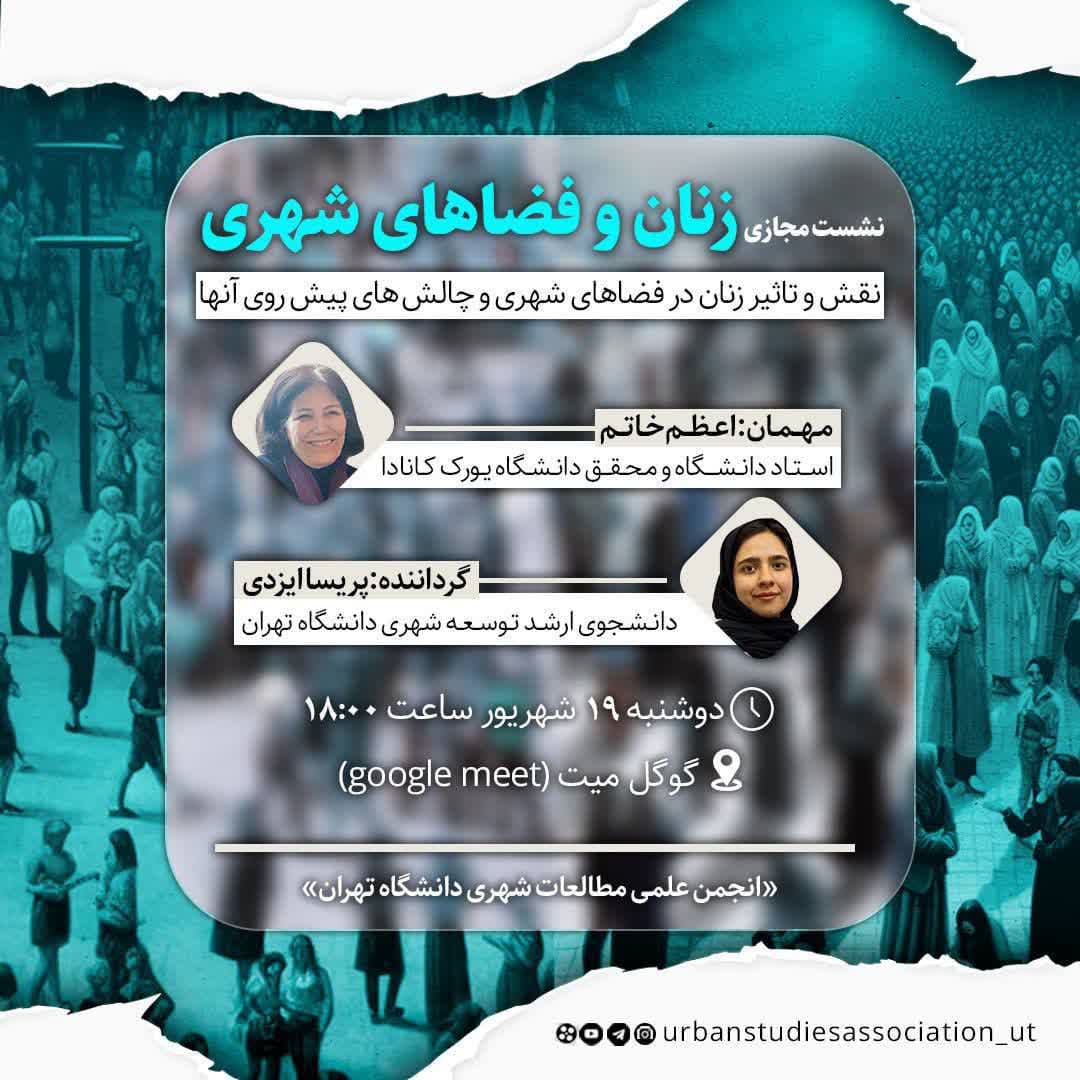 نشست مجازی زنان و فضاهای شهری
نقش و تاثیر زنان در فضاهای شهری و چالش های پیش روی آنها
مهمان:اعظم خاتم
استاد دانشگاه و محقق دانشگاه یورک کانادا
گرداننده:پریسا ایزدی
دانشجوی ارشد توسعه شهری دانشگاه تهران
دوشنبه ۱۹ شهریور ساعت ۱۸:۰۰
گوگل میت (google meet)
«انجمن علمی مطالعات شهری دانشگاه تهران»
urbanstudiesassociation_ut